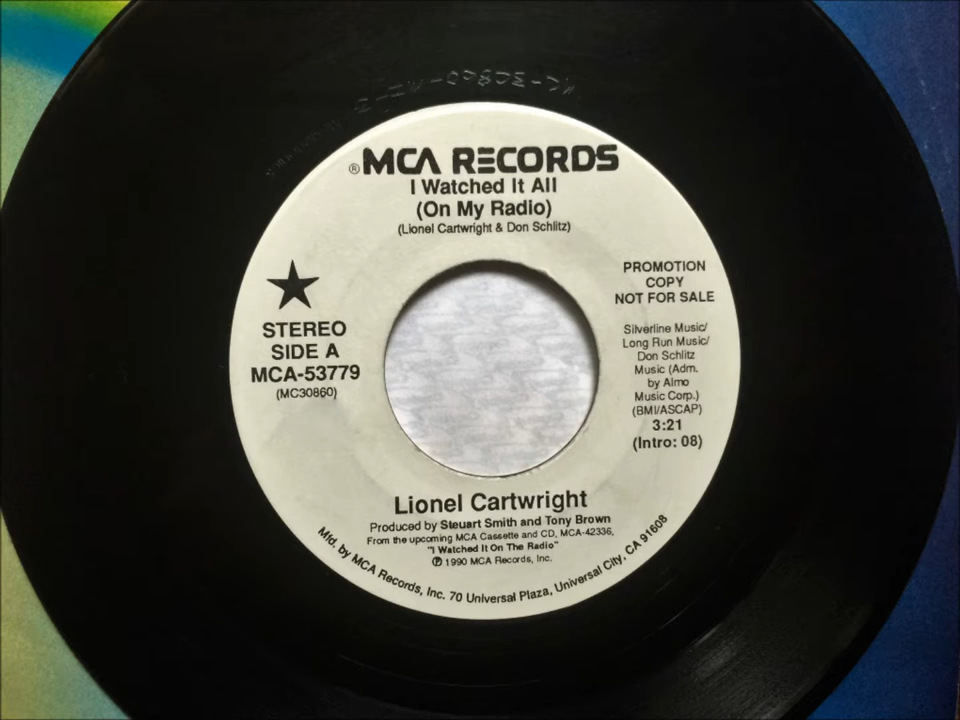 ® MCA RECORDS
I Watched It All
(On My Radio)
(Lionel Cartwright & Don Schlitz)
STEREO
SIDE A
MCA-53779
(MC30860)
PROMOTION
COPY
NOT FOR SALE
Silverline Music/
Long Run Music/
Don Schlitz
Music (Adm.
by Almo
Music Corp.)
(BMI/ASCAP)
3:21
(Intro: 08)
Lionel Cartwright
Produced by Steuart Smith and Tony Brown
From the upcoming MCA Cassette and CD, MCA-42336,
"I Watched It On The Radio"
℗ 1990 MCA Records, Inc.
Mfd. by MCA Records, Inc. 70 Universal Plaza, Universal City, CA 91608